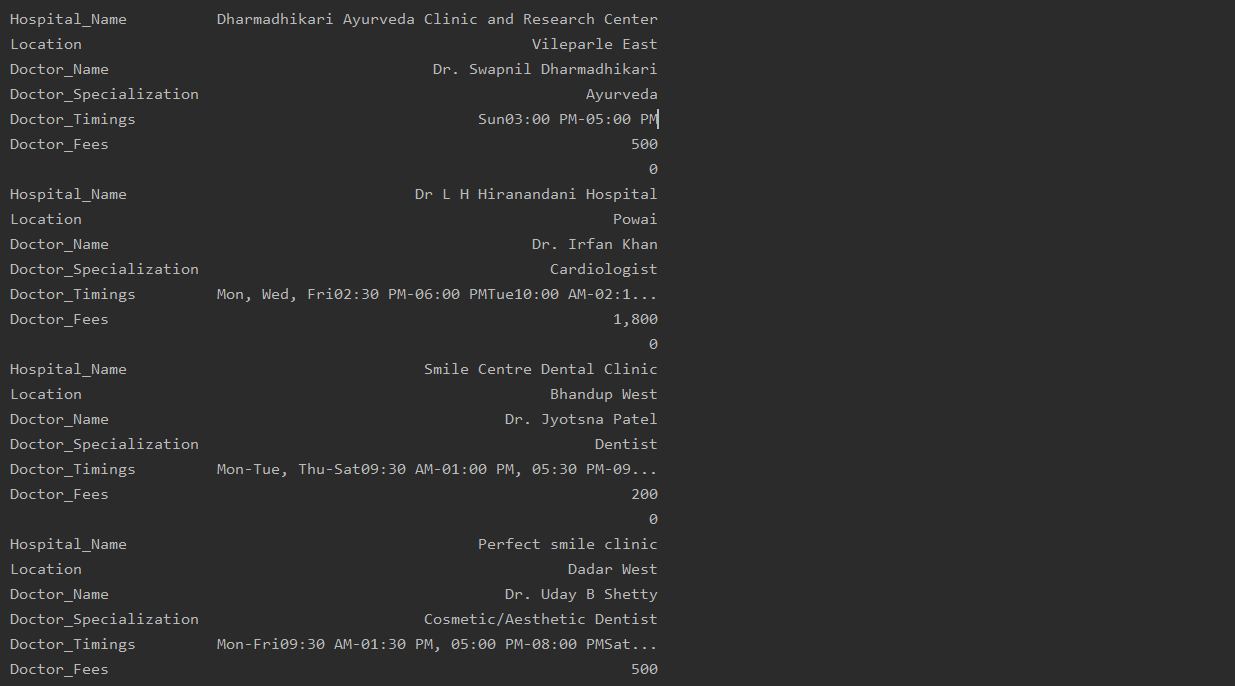 Hospital_Name Dharmadhikari Ayurveda Clinic and Research Center
Location Vileparle East
Doctor_Name Dr. Swapnil Dharmadhikari
Doctor_Specialization Ayurveda
Doctor_Timings Sun03:00 PM-05:00 PM
Doctor_Fees 500
0
Hospital_Name Dr L H Hiranandani Hospital
Location Powai
Doctor_Name Dr. Irfan Khan
Doctor_Specialization Cardiologist
Doctor_Timings Mon, Wed, Fri02:30 PM-06:00 PMTue10:00 AM-02:1...
Doctor_Fees 1,800
0
Hospital_Name Smile Centre Dental Clinic
Location Bhandup West
Doctor_Name Dr. Jyotsna Patel
Doctor_Specialization Dentist
Doctor_Timings Mon-Tue, Thu-Sat09:30 AM-01:00 PM, 05:30 PM-09...
Doctor_Fees 200
0
Hospital_Name Perfect smile clinic
Location Dadar West
Doctor_Name Dr. Uday B Shetty
Doctor_Specialization Cosmetic/Aesthetic Dentist
Doctor_Timings Mon-Fri09:30 AM-01:30 PM, 05:00 PM-08:00 PMSat...
Doctor_Fees 500